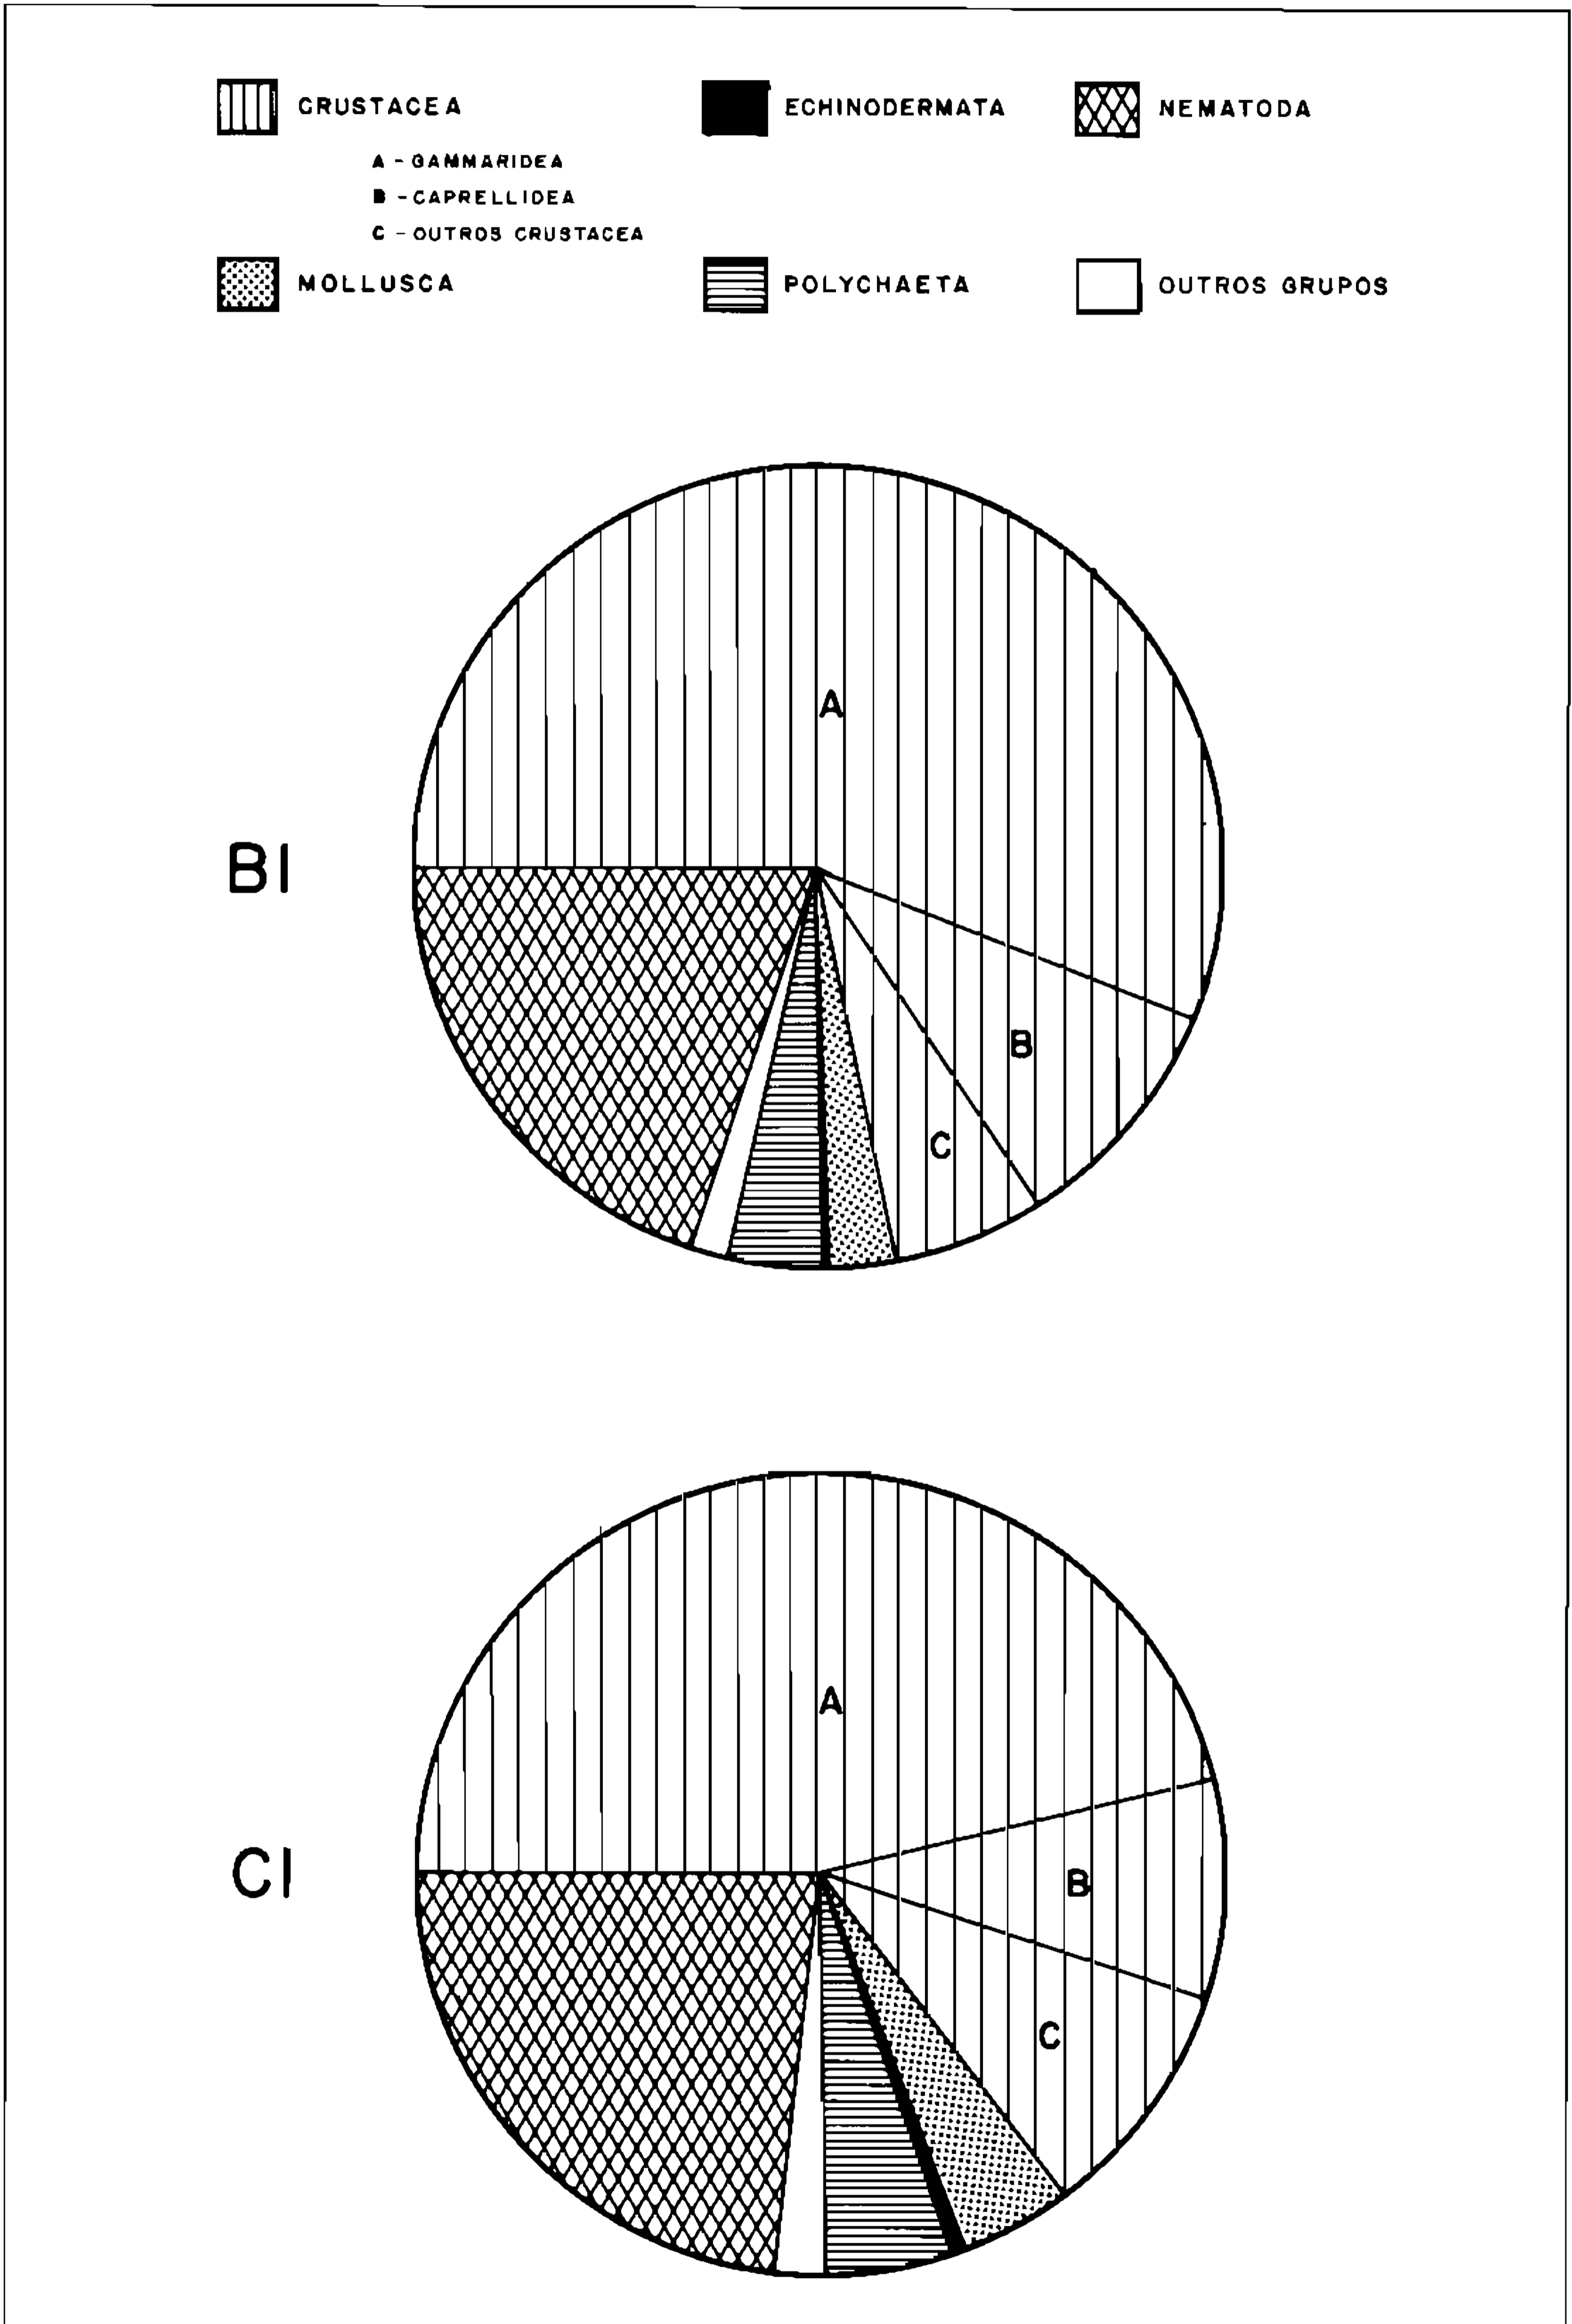 CRUSTACEA
A - GAMMARIDEA
B - CAPRELLIDEA
C - OUTROS CRUSTACEA
ECHINODERMATA
NEMATODA
MOLLUSCA
POLYCHAETA
OUTROS GRUPOS
BI
A
B
C
CI
A
B
C